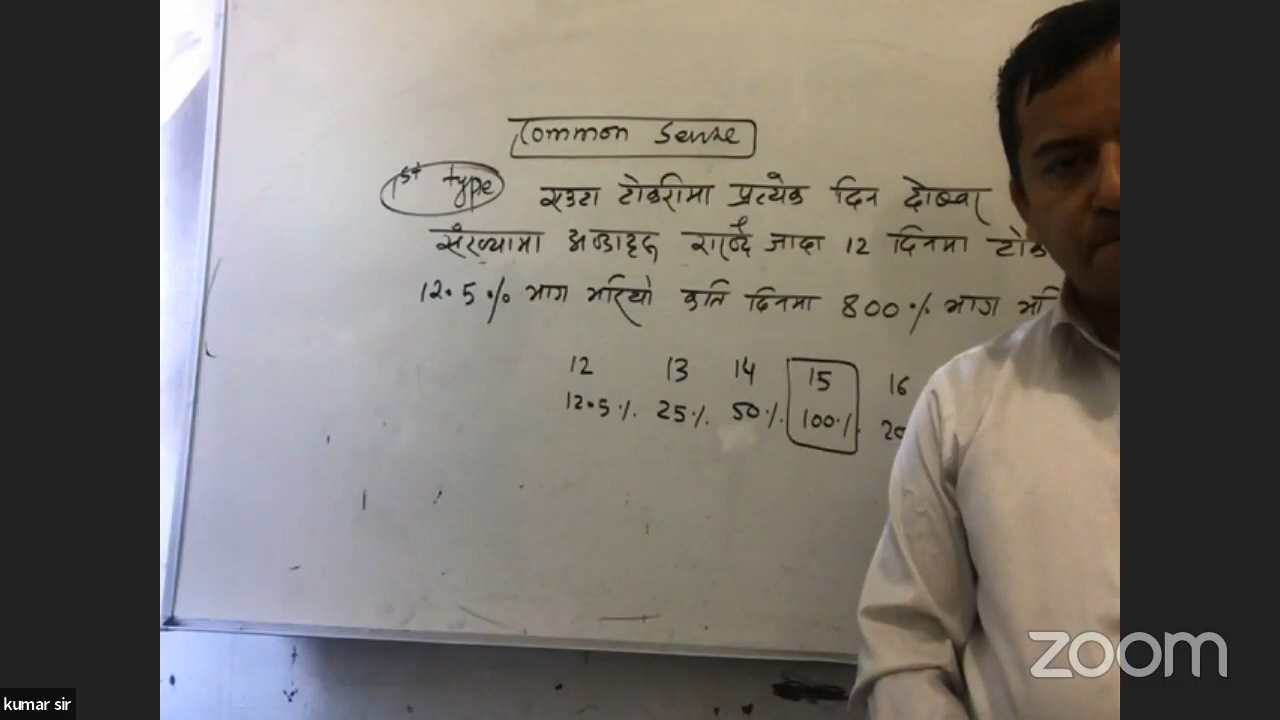 Common Sense
1st type एउटा टोकरीमा प्रत्येक दिन दोब्बर
संख्यामा अण्डाहरु राख्दै जादा 12 दिनमा
12.5% भाग भरियो कति दिनमा 800% भाग
12 13 14 15 16
12.5% 25% 50% 100% 20
zoom
kumar sir